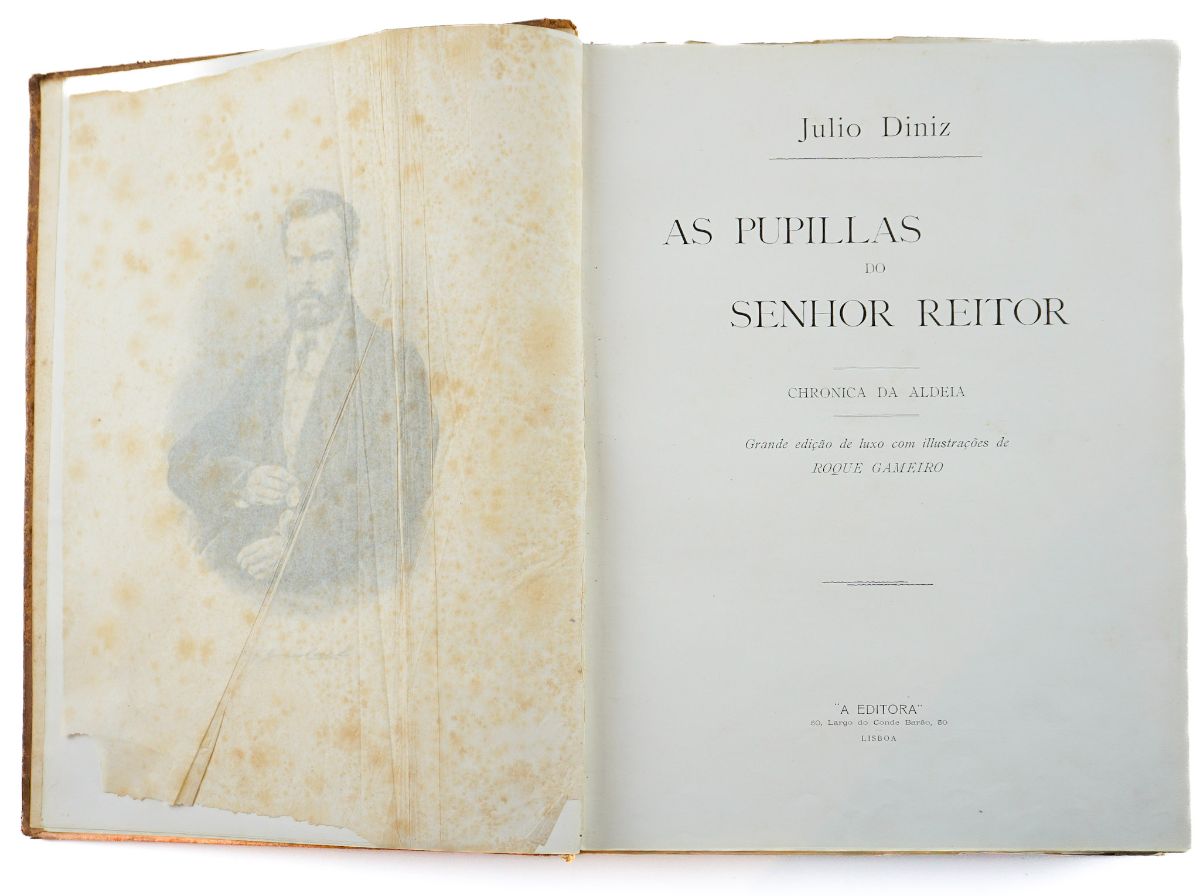 Julio Diniz
AS PUPILLAS
DO
SENHOR REITOR
CHRONICA DA ALDEIA
Grande edição de luxo com illustrações de
ROQUE GAMEIRO
"A EDITORA"
50, Largo do Conde Barão, 50
LISBOA